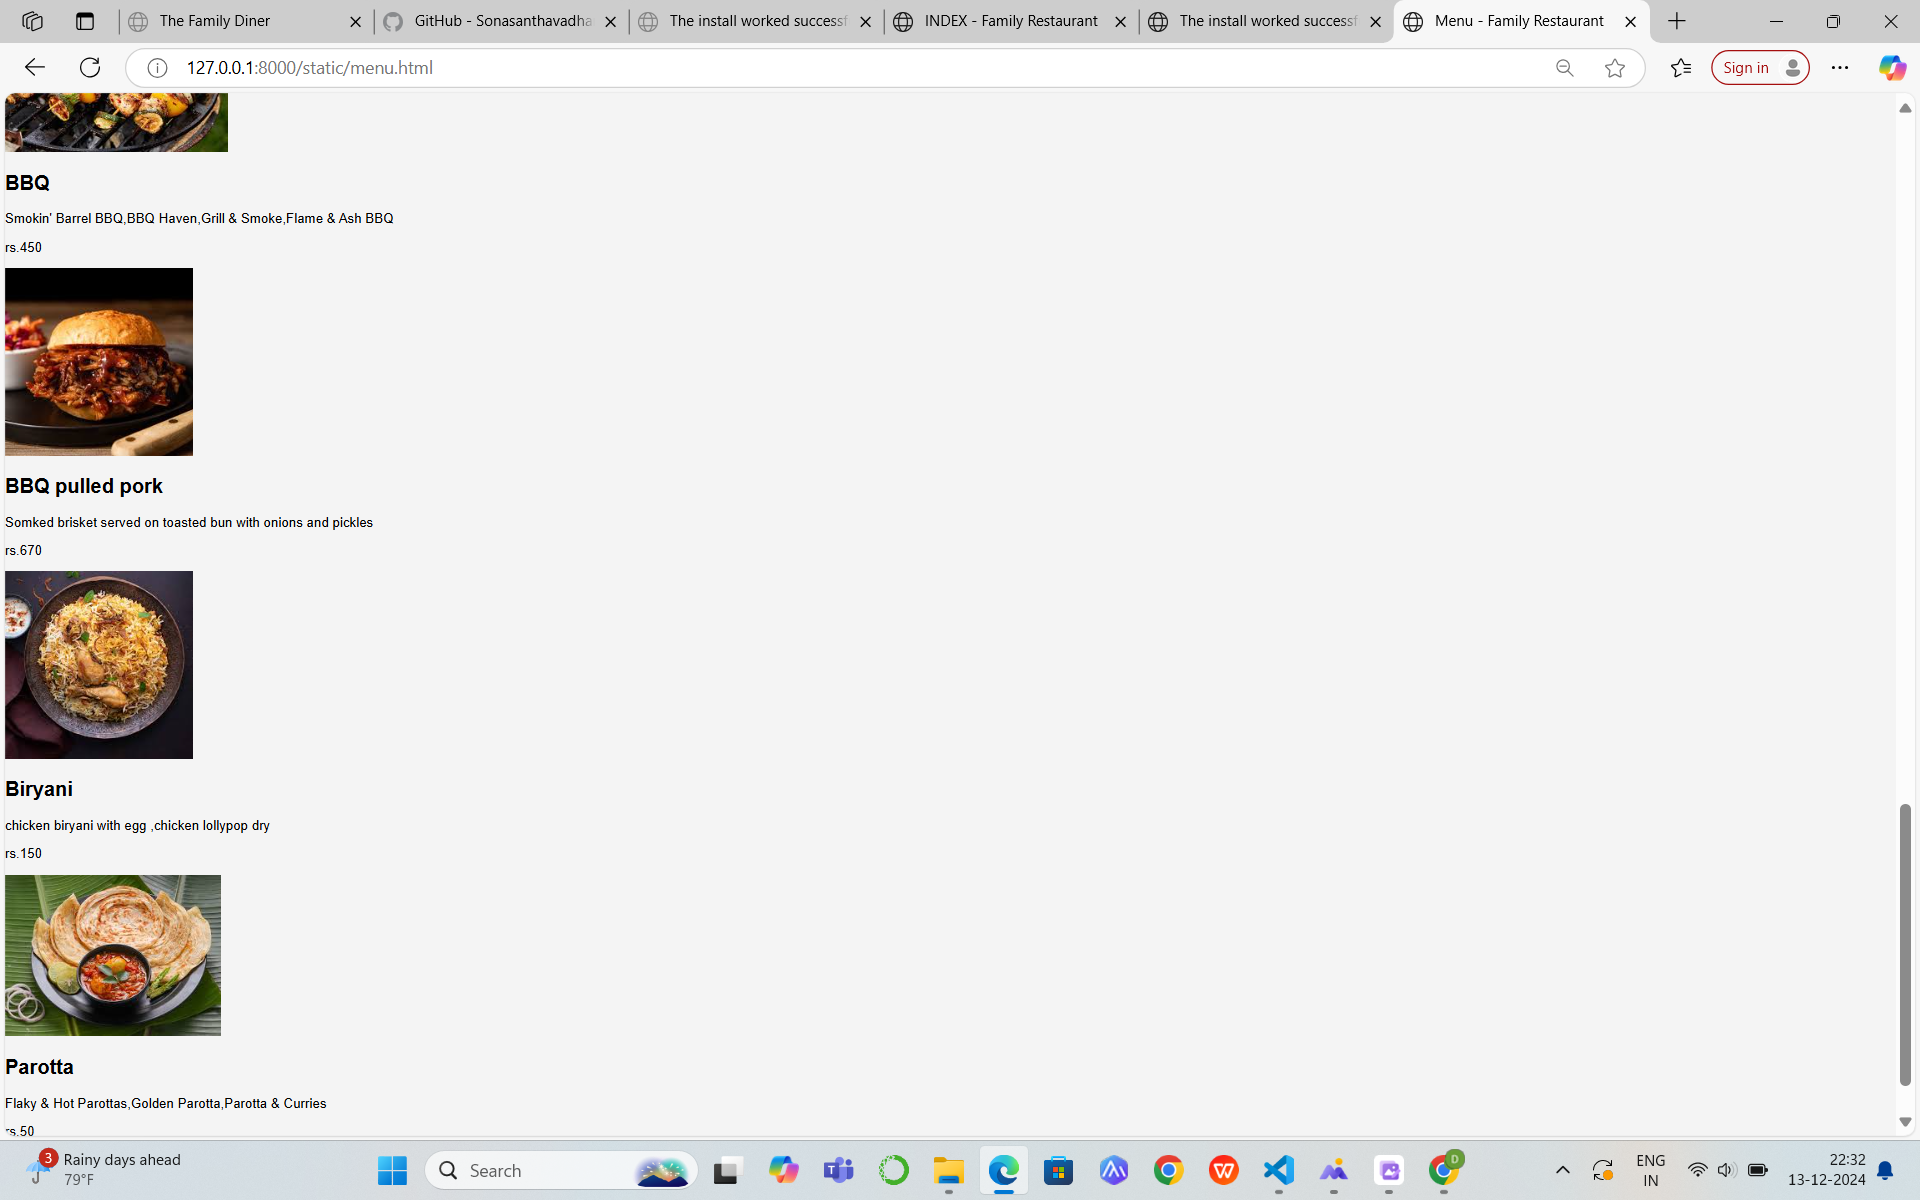 The Family Diner
GitHub - Sonasanthavadha
The install worked successf
INDEX - Family Restaurant
The install worked successf
Menu - Family Restaurant
127.0.0.1:8000/static/menu.html
Sign in
BBQ
Smokin' Barrel BBQ,BBQ Haven,Grill & Smoke,Flame & Ash BBQ
rs.450
BBQ pulled pork
Somked brisket served on toasted bun with onions and pickles
rs.670
Biryani
chicken biryani with egg ,chicken lollypop dry
rs.150
Parotta
Flaky & Hot Parottas,Golden Parotta,Parotta & Curries
rs.50
3
Rainy days ahead
79°F
Search
D
ENG
IN
22:32
13-12-2024